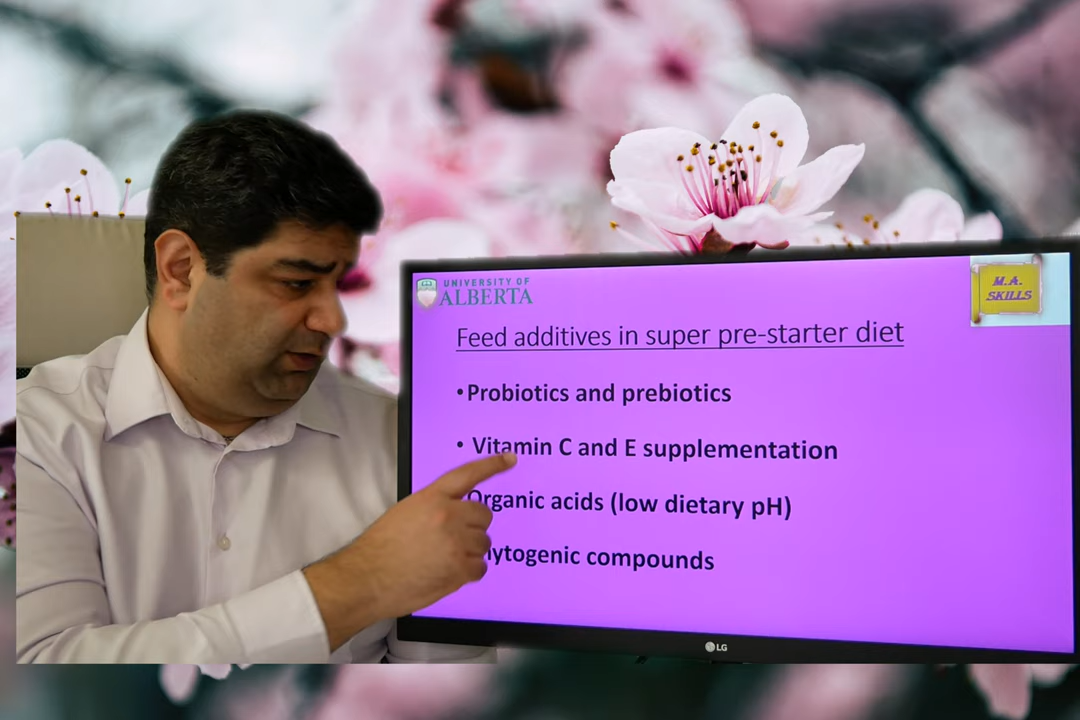 UNIVERSITY OF
ALBERTA
M.A.
SKILLS
Feed additives in super pre-starter diet
•Probiotics and prebiotics
• Vitamin C and E supplementation
Organic acids (low dietary pH)
ytogenic compounds
LG